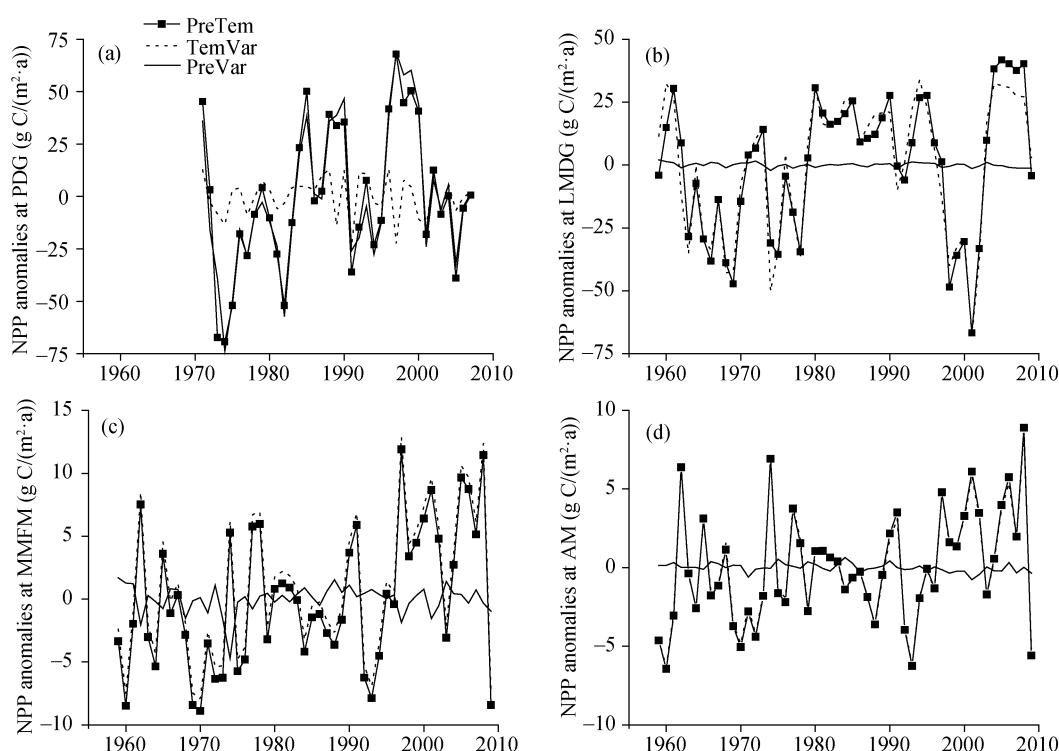 PreTem
TemVar
PreVar
(a)
NPP anomalies at PDG (g C/(m²·a))
75
50
25
0
−25
−50
−75
1960 1970 1980 1990 2000 2010
(b)
NPP anomalies at LMDG (g C/(m²·a))
50
25
0
−25
−50
−75
1960 1970 1980 1990 2000 2010
(c)
NPP anomalies at MMFM (g C/(m²·a))
15
10
5
0
−5
−10
1960 1970 1980 1990 2000 2010
(d)
NPP anomalies at AM (g C/(m²·a))
10
5
0
−5
−10
1960 1970 1980 1990 2000 2010